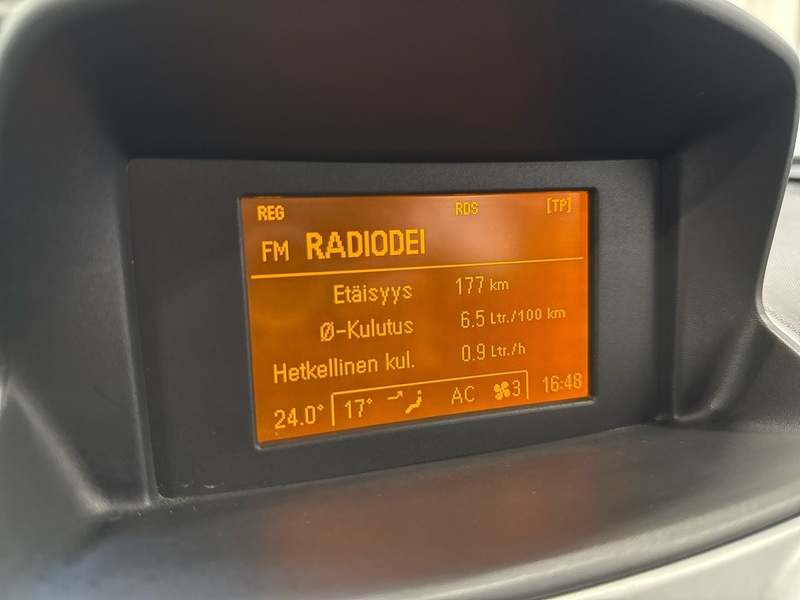 REG RDS [TP]
FM RADIODEI
Etäisyys 177 km
Ø-Kulutus 6.5 Ltr./100 km
Hetkellinen kul. 0.9 Ltr./h
24.0° 17° AC 3 16:48